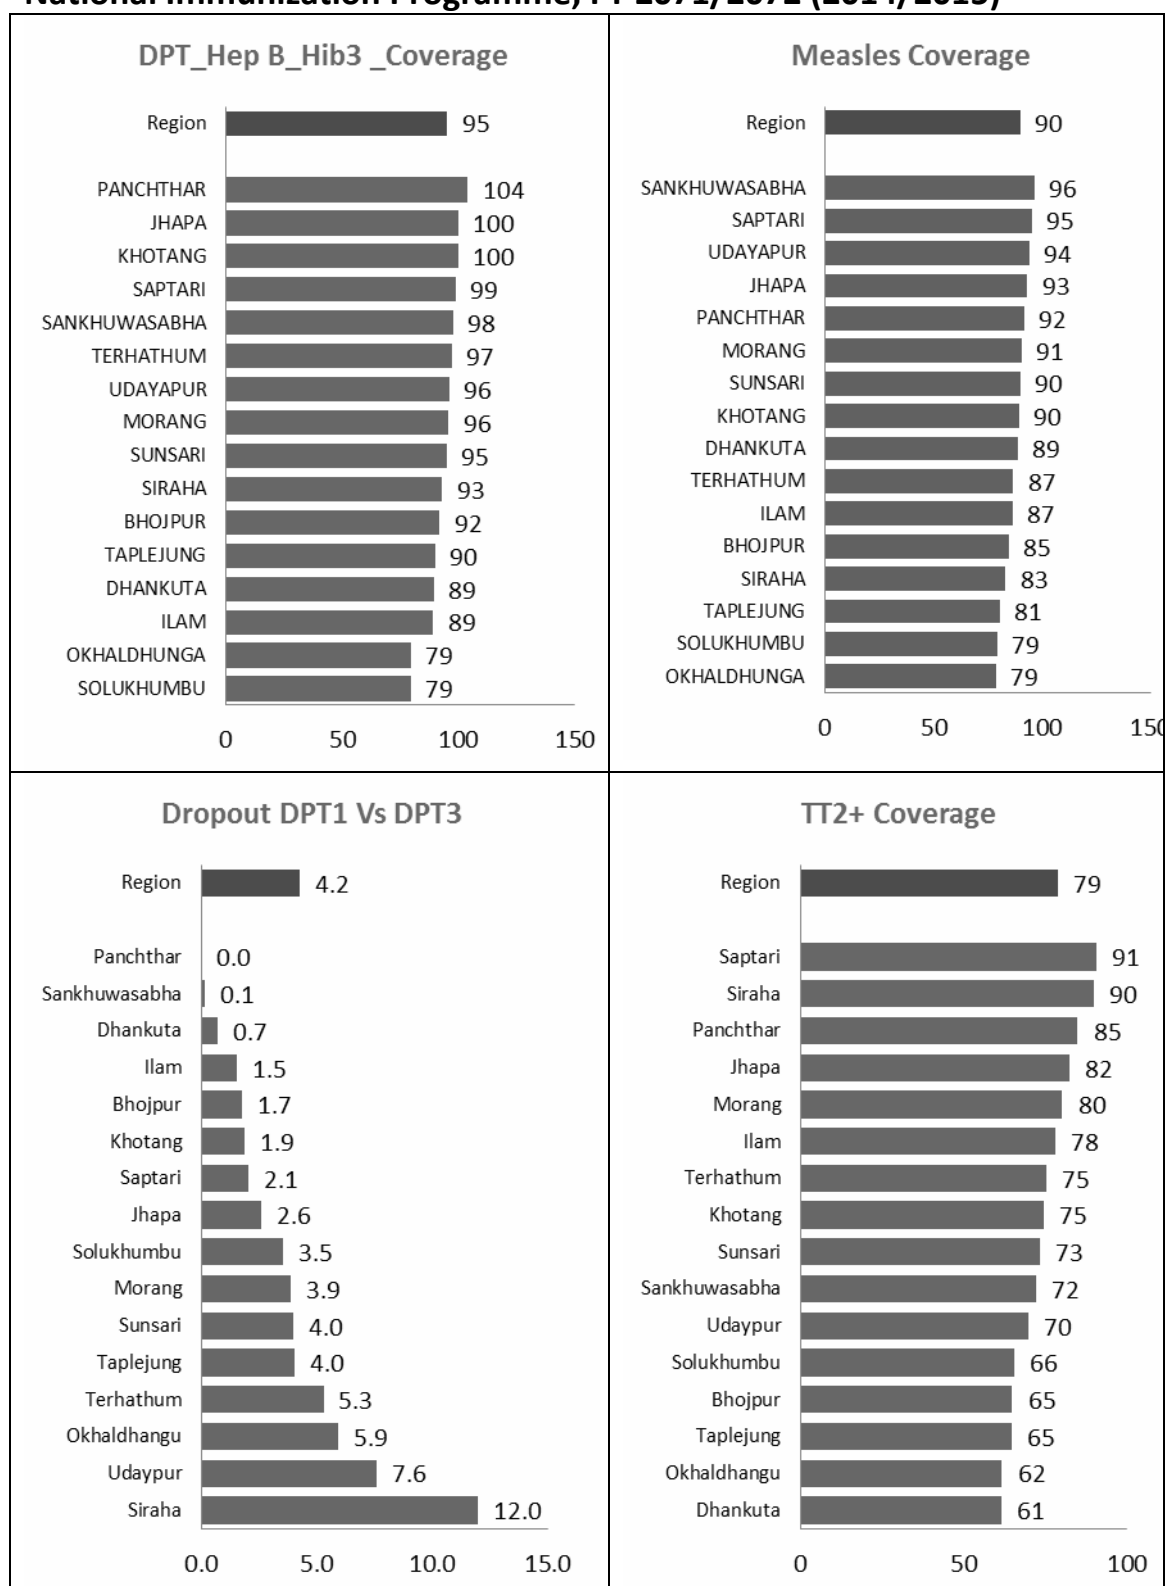 National Immunization Programme, FY 2071/2072 (2014/2015)
DPT_Hep B_Hib3 _Coverage
Region 95
PANCHTHAR 104
JHAPA 100
KHOTANG 100
SAPTARI 99
SANKHUWASABHA 98
TERHATHUM 97
UDAYAPUR 96
MORANG 96
SUNSARI 95
SIRAHA 93
BHOJPUR 92
TAPLEJUNG 90
DHANKUTA 89
ILAM 89
OKHALDHUNGA 79
SOLUKHUMBU 79
0 50 100 150
Measles Coverage
Region 90
SANKHUWASABHA 96
SAPTARI 95
UDAYAPUR 94
JHAPA 93
PANCHTHAR 92
MORANG 91
SUNSARI 90
KHOTANG 90
DHANKUTA 89
TERHATHUM 87
ILAM 87
BHOJPUR 85
SIRAHA 83
TAPLEJUNG 81
SOLUKHUMBU 79
OKHALDHUNGA 79
0 50 100 150
Dropout DPT1 Vs DPT3
Region 4.2
Panchthar 0.0
Sankhuwasabha 0.1
Dhankuta 0.7
Ilam 1.5
Bhojpur 1.7
Khotang 1.9
Saptari 2.1
Jhapa 2.6
Solukhumbu 3.5
Morang 3.9
Sunsari 4.0
Taplejung 4.0
Terhathum 5.3
Okhaldhangu 5.9
Udaypur 7.6
Siraha 12.0
0.0 5.0 10.0 15.0
TT2+ Coverage
Region 79
Saptari 91
Siraha 90
Panchthar 85
Jhapa 82
Morang 80
Ilam 78
Terhathum 75
Khotang 75
Sunsari 73
Sankhuwasabha 72
Udaypur 70
Solukhumbu 66
Bhojpur 65
Taplejung 65
Okhaldhangu 62
Dhankuta 61
0 50 100